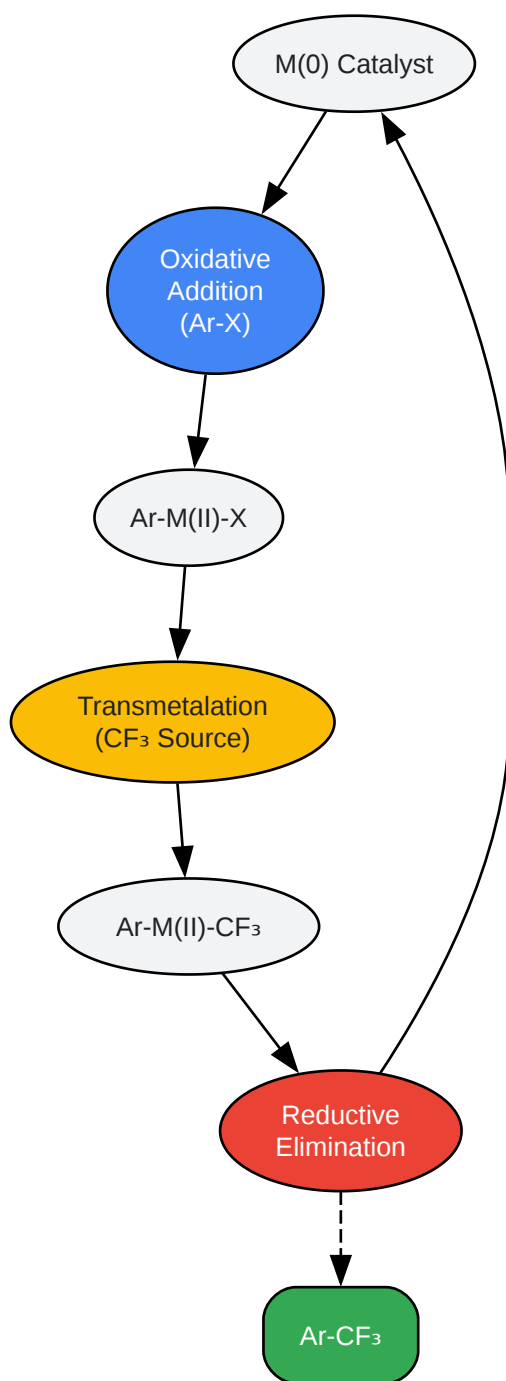 M(0) Catalyst
Oxidative
Addition
(Ar-X)
Ar-M(II)-X
Transmetalation
(CF₃ Source)
Ar-M(II)-CF₃
Reductive
Elimination
Ar-CF₃